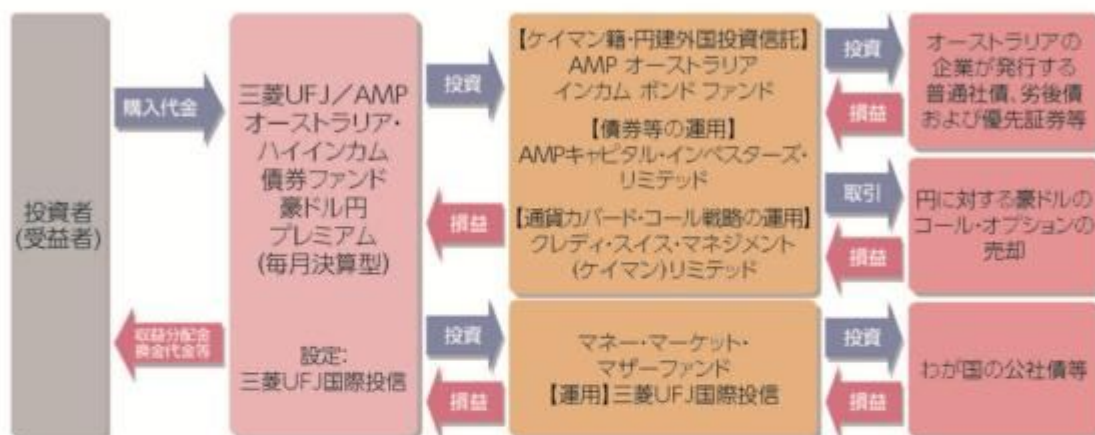 投資者
(受益者)
購入代金
収益分配金
換金代金等
三菱UFJ／AMP
オーストラリア・
ハイインカム
債券ファンド
豪ドル円
プレミアム
(毎月決算型)
設定:
三菱UFJ国際投信
投資
損益
投資
損益
【ケイマン籍・円建外国投資信託】
AMP オーストラリア
インカム ボンド ファンド
【債券等の運用】
AMPキャピタル・インベスターズ・
リミテッド
【通貨カバード・コール戦略の運用】
クレディ・スイス・マネジメント
(ケイマン)リミテッド
マネー・マーケット・
マザーファンド
【運用】三菱UFJ国際投信
投資
損益
取引
損益
投資
損益
オーストラリアの
企業が発行する
普通社債、劣後債
および優先証券等
円に対する豪ドルの
コール・オプションの
売却
わが国の公社債等